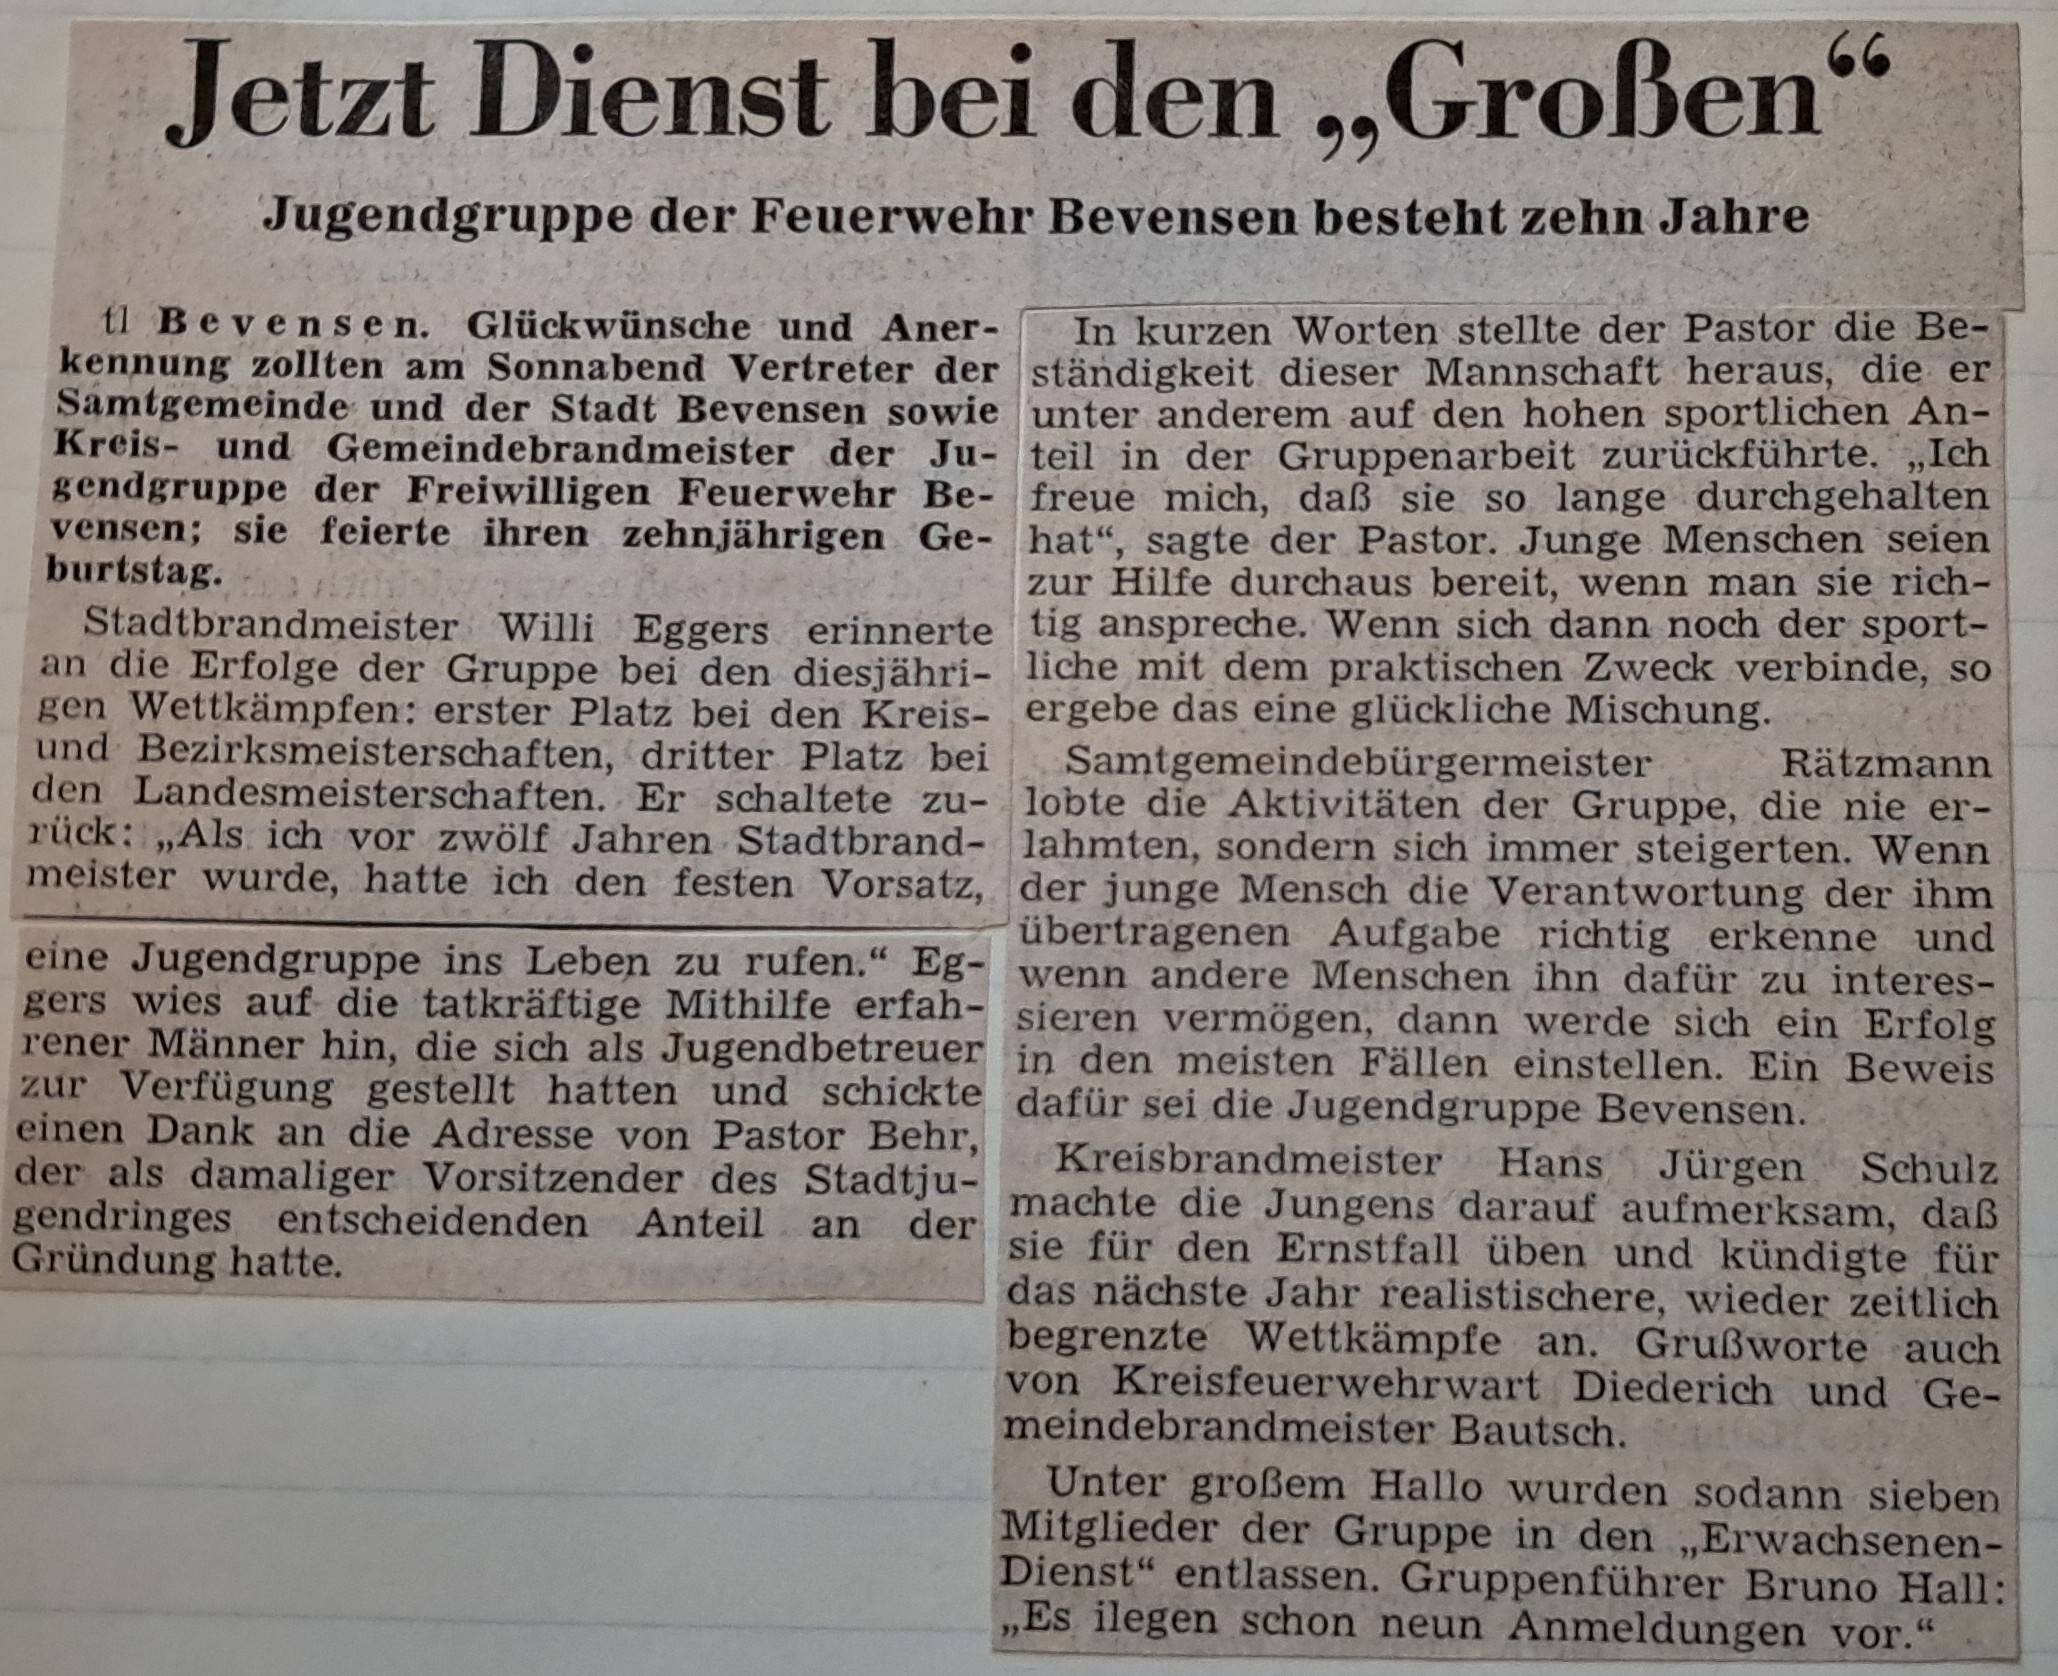 Jetzt Dienst bei den „Großen“
Jugendgruppe der Feuerwehr Bevensen besteht zehn Jahre
tl Bevensen. Glückwünsche und Aner-
kennung zollten am Sonnabend Vertreter der
Samtgemeinde und der Stadt Bevensen sowie
Kreis- und Gemeindebrandmeister der Ju-
gendgruppe der Freiwilligen Feuerwehr Be-
vensen; sie feierte ihren zehnjährigen Ge-
burtstag.
Stadtbrandmeister Willi Eggers erinnerte
an die Erfolge der Gruppe bei den diesjähri-
gen Wettkämpfen: erster Platz bei den Kreis-
und Bezirksmeisterschaften, dritter Platz bei
den Landesmeisterschaften. Er schaltete zu-
rück: „Als ich vor zwölf Jahren Stadtbrand-
meister wurde, hatte ich den festen Vorsatz,
eine Jugendgruppe ins Leben zu rufen.“ Eg-
gers wies auf die tatkräftige Mithilfe erfah-
rener Männer hin, die sich als Jugendbetreuer
zur Verfügung gestellt hatten und schickte
einen Dank an die Adresse von Pastor Behr,
der als damaliger Vorsitzender des Stadtju-
gendringes entscheidenden Anteil an der
Gründung hatte.
In kurzen Worten stellte der Pastor die Be-
ständigkeit dieser Mannschaft heraus, die er
unter anderem auf den hohen sportlichen An-
teil in der Gruppenarbeit zurückführte. „Ich
freue mich, daß sie so lange durchgehalten
hat“, sagte der Pastor. Junge Menschen seien
zur Hilfe durchaus bereit, wenn man sie rich-
tig anspreche. Wenn sich dann noch der sport-
liche mit dem praktischen Zweck verbinde, so
ergebe das eine glückliche Mischung.
Samtgemeindebürgermeister Rätzmann
lobte die Aktivitäten der Gruppe, die nie er-
lahmten, sondern sich immer steigerten. Wenn
der junge Mensch die Verantwortung der ihm
übertragenen Aufgabe richtig erkenne und
wenn andere Menschen ihn dafür zu interes-
sieren vermögen, dann werde sich ein Erfolg
in den meisten Fällen einstellen. Ein Beweis
dafür sei die Jugendgruppe Bevensen.
Kreisbrandmeister Hans Jürgen Schulz
machte die Jungens darauf aufmerksam, daß
sie für den Ernstfall üben und kündigte für
das nächste Jahr realistischere, wieder zeitlich
begrenzte Wettkämpfe an. Grußworte auch
von Kreisfeuerwehrwart Diederich und Ge-
meindebrandmeister Bautsch.
Unter großem Hallo wurden sodann sieben
Mitglieder der Gruppe in den „Erwachsenen-
Dienst“ entlassen. Gruppenführer Bruno Hall:
„Es ilegen schon neun Anmeldungen vor.“